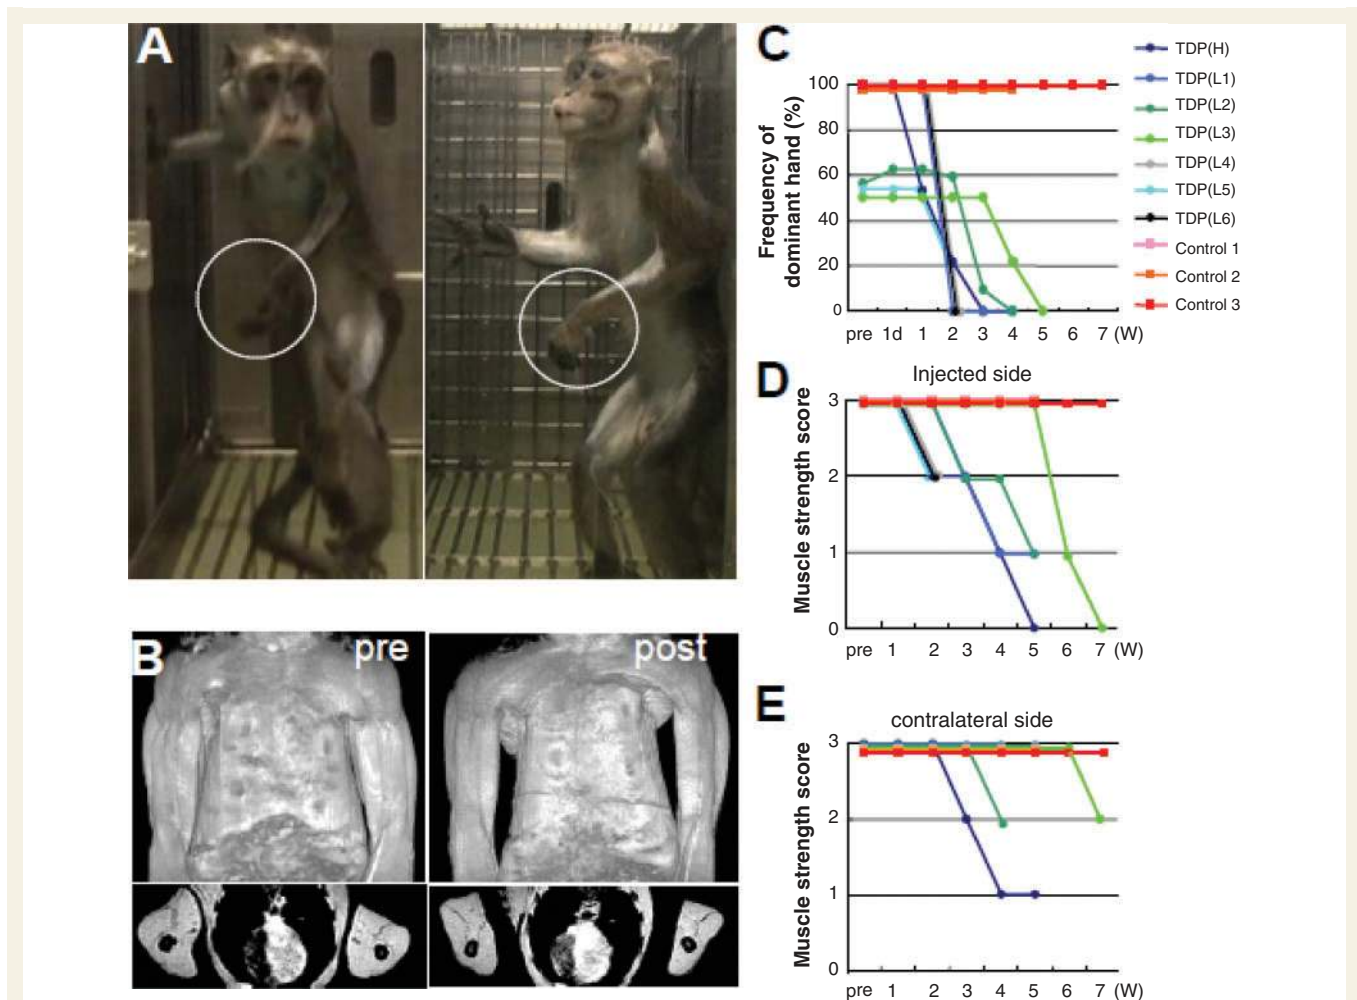 A
B
pre
post
C
Frequency of
dominant hand (%)
100
80
60
40
20
0
pre 1d 1 2 3 4 5 6 7 (W)
TDP(H)
TDP(L1)
TDP(L2)
TDP(L3)
TDP(L4)
TDP(L5)
TDP(L6)
Control 1
Control 2
Control 3
D
Injected side
Muscle strength score
3
2
1
0
pre 1 2 3 4 5 6 7 (W)
E
contralateral side
Muscle strength score
3
2
1
0
pre 1 2 3 4 5 6 7 (W)